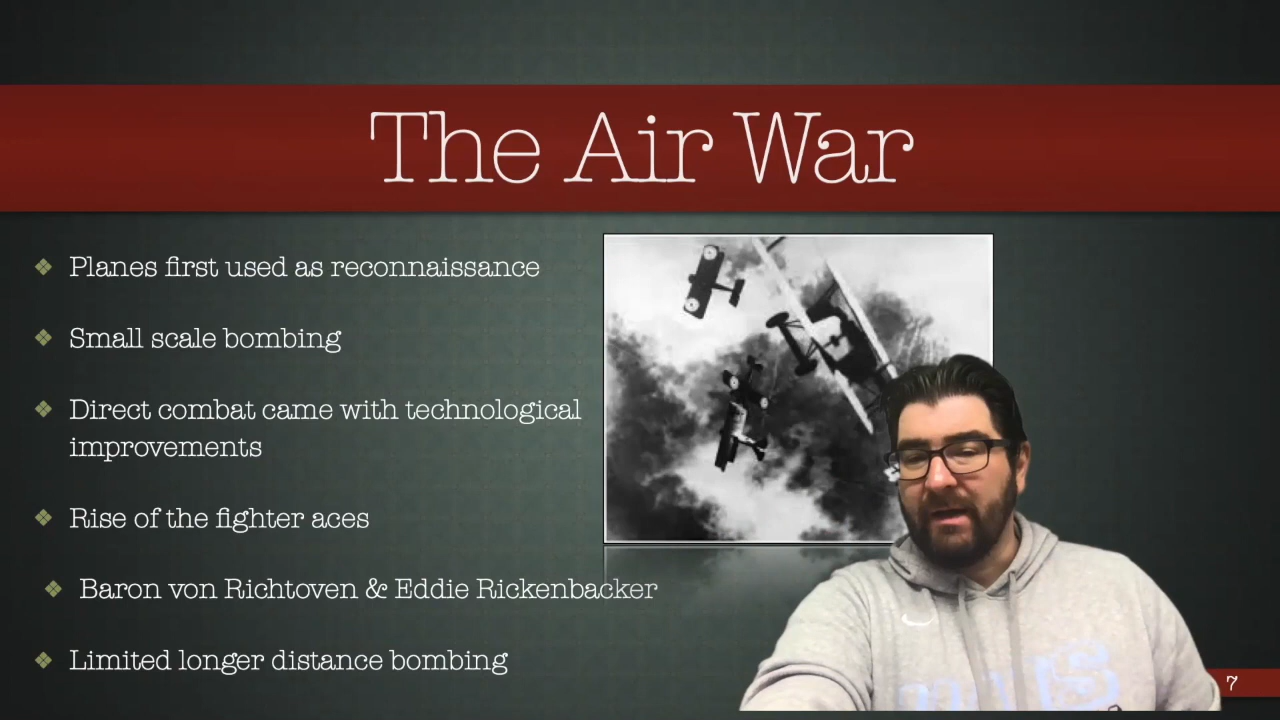 The Air War
Planes first used as reconnaissance
Small scale bombing
Direct combat came with technological
improvements
Rise of the fighter aces
Baron von Richtoven & Eddie Rickenbacker
Limited longer distance bombing
7